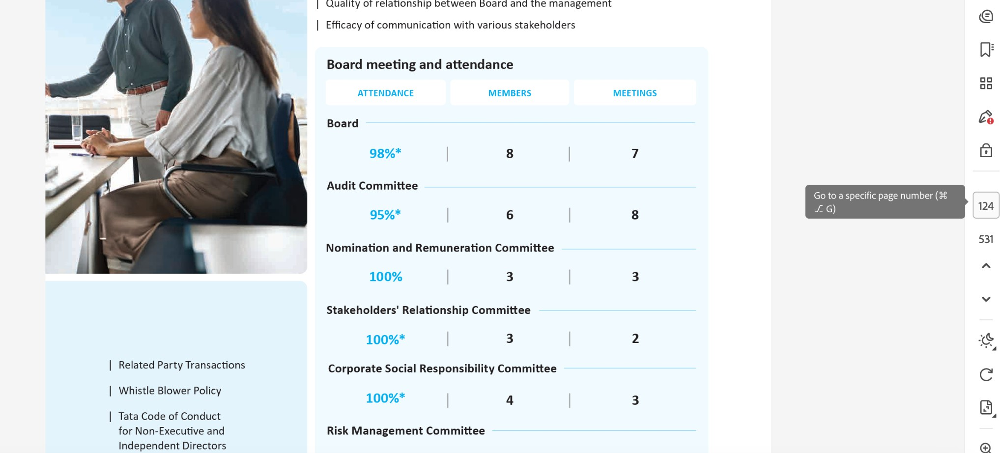 | Quality of relationship between Board and the management
| Efficacy of communication with various stakeholders
Board meeting and attendance
ATTENDANCE MEMBERS MEETINGS
Board
98%* | 8 | 7
Audit Committee
95%* | 6 | 8
Nomination and Remuneration Committee
100% | 3 | 3
Stakeholders' Relationship Committee
100%* | 3 | 2
Corporate Social Responsibility Committee
100%* | 4 | 3
Risk Management Committee
| Related Party Transactions
| Whistle Blower Policy
| Tata Code of Conduct
for Non-Executive and
Independent Directors
Go to a specific page number (⌘
⌥ G)
124
531